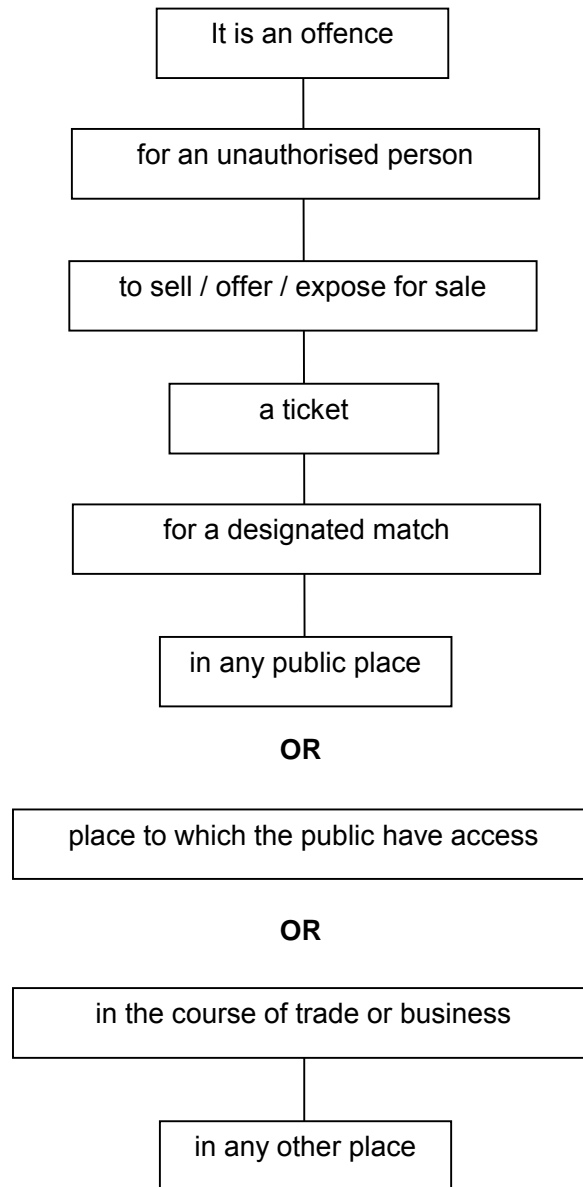 It is an offence
for an unauthorised person
to sell / offer / expose for sale
a ticket
for a designated match
in any public place
OR
place to which the public have access
OR
in the course of trade or business
in any other place